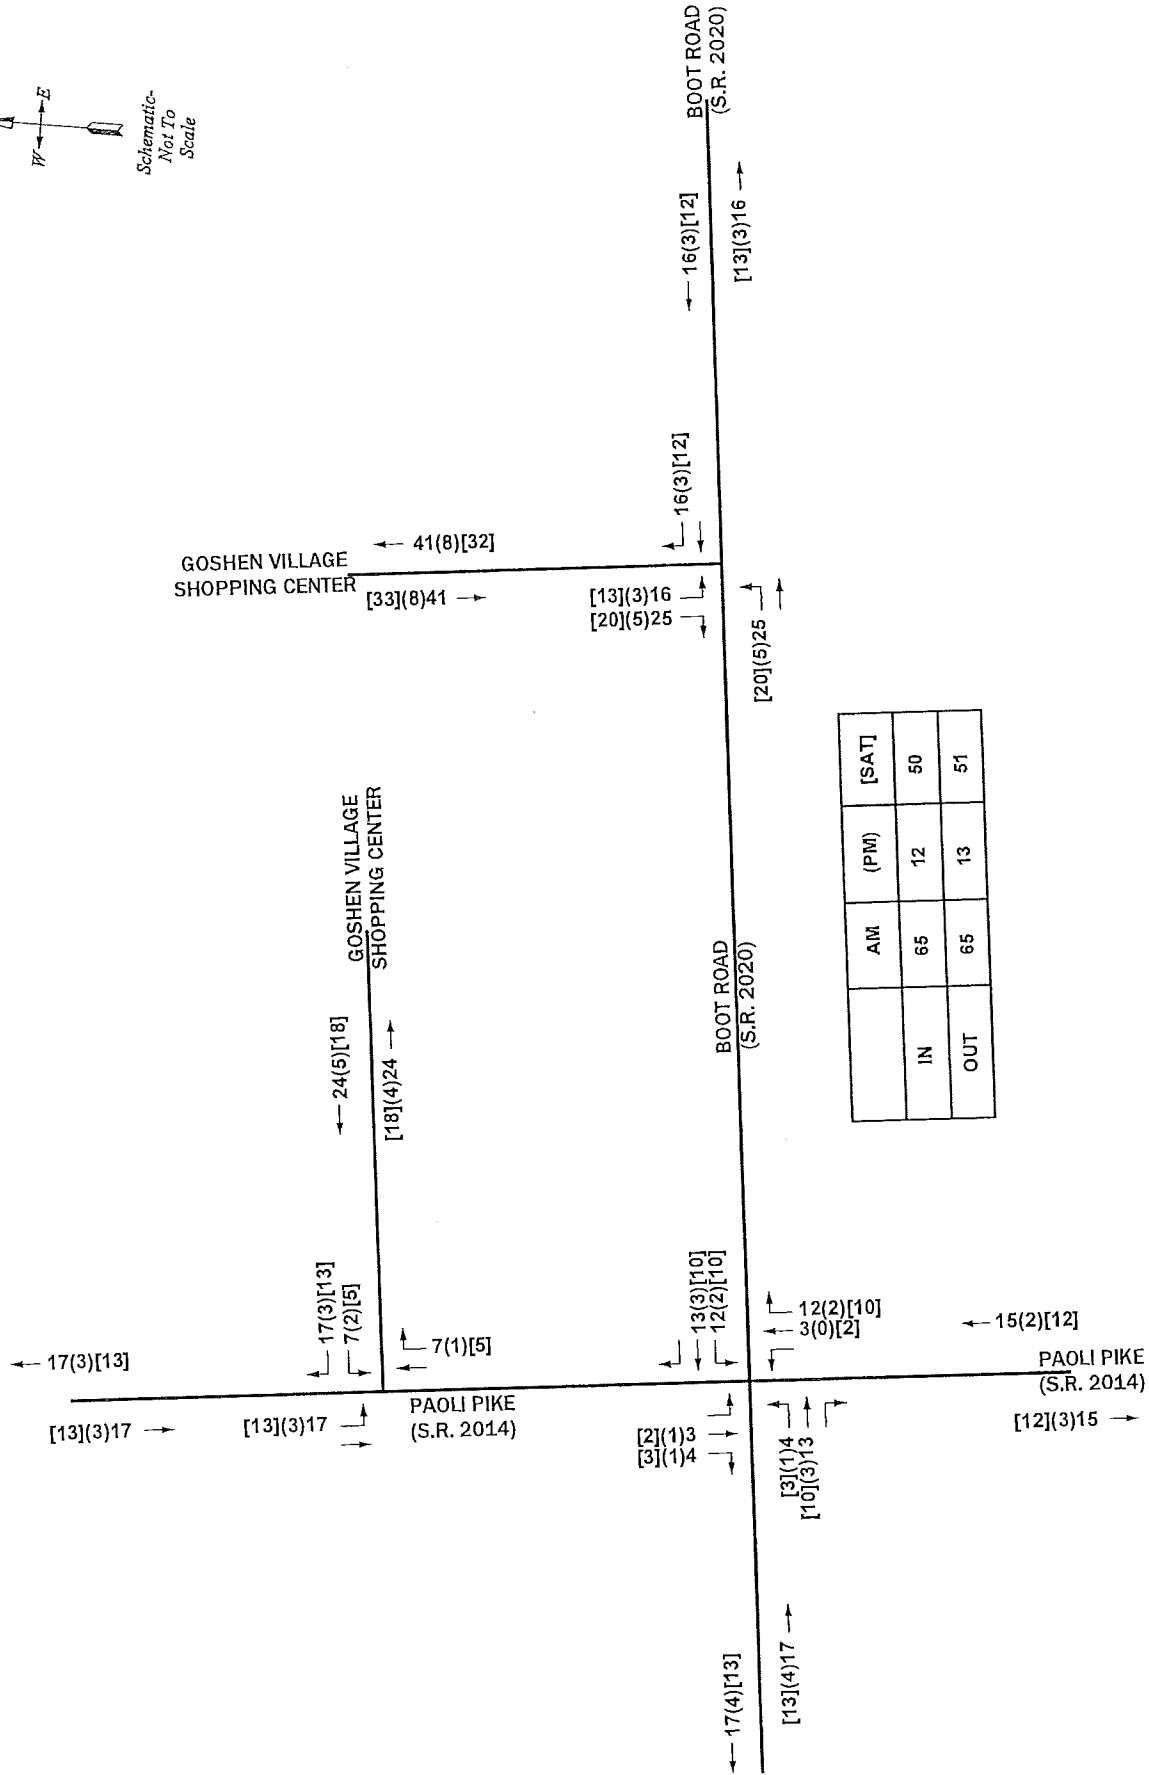 W
E
Schematic-
Not To
Scale
BOOT ROAD
(S.R. 2020)
16(3)[12]
[13](3)16
16(3)[12]
41(8)[32]
GOSHEN VILLAGE
SHOPPING CENTER
[33](8)41
[13](3)16
[20](5)25
[20](5)25
GOSHEN VILLAGE
SHOPPING CENTER
24(5)[18]
[18](4)24
BOOT ROAD
(S.R. 2020)
AM (PM) [SAT]
IN 65 12 50
OUT 65 13 51
17(3)[13]
7(2)[5]
17(3)[13]
7(1)[5]
[13](3)17
[13](3)17
PAOLI PIKE
(S.R. 2014)
13(3)[10]
12(2)[10]
12(2)[10]
3(0)[2]
15(2)[12]
PAOLI PIKE
(S.R. 2014)
[12](3)15
[2](1)3
[3](1)4
[3](1)4
[10](3)13
17(4)[13]
[13](4)17